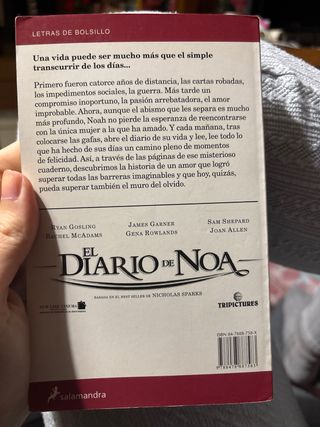 LETRAS DE BOLSILLO
Una vida puede ser mucho más que el simple
transcurrir de los días...
Primero fueron catorce años de distancia, las cartas robadas,
los impedimentos sociales, la guerra. Más tarde un
compromiso inoportuno, la pasión arrebatadora, el amor
improbable. Ahora, aunque el abismo que les separa es mucho
más profundo, Noah no pierde la esperanza de reencontrarse
con la única mujer a la que ha amado. Y cada mañana, tras
colocarse las gafas, abre el diario de su vida y lee, lee todo lo
que ha hecho de sus días un camino pleno de momentos
de felicidad. Así, a través de las páginas de ese misterioso
cuaderno, descubrimos la historia de un amor que logró
superar todas las barreras imaginables y que hoy, quizás,
pueda superar también el muro del olvido.
RYAN GOSLING JAMES GARNER SAM SHEPARD
RACHEL MCADAMS GENA ROWLANDS JOAN ALLEN
EL
DIARIO DE NOA
BASADA EN EL BEST SELLER DE NICHOLAS SPARKS
NEW LINE CINEMA
TRIPICTURES
salamandra